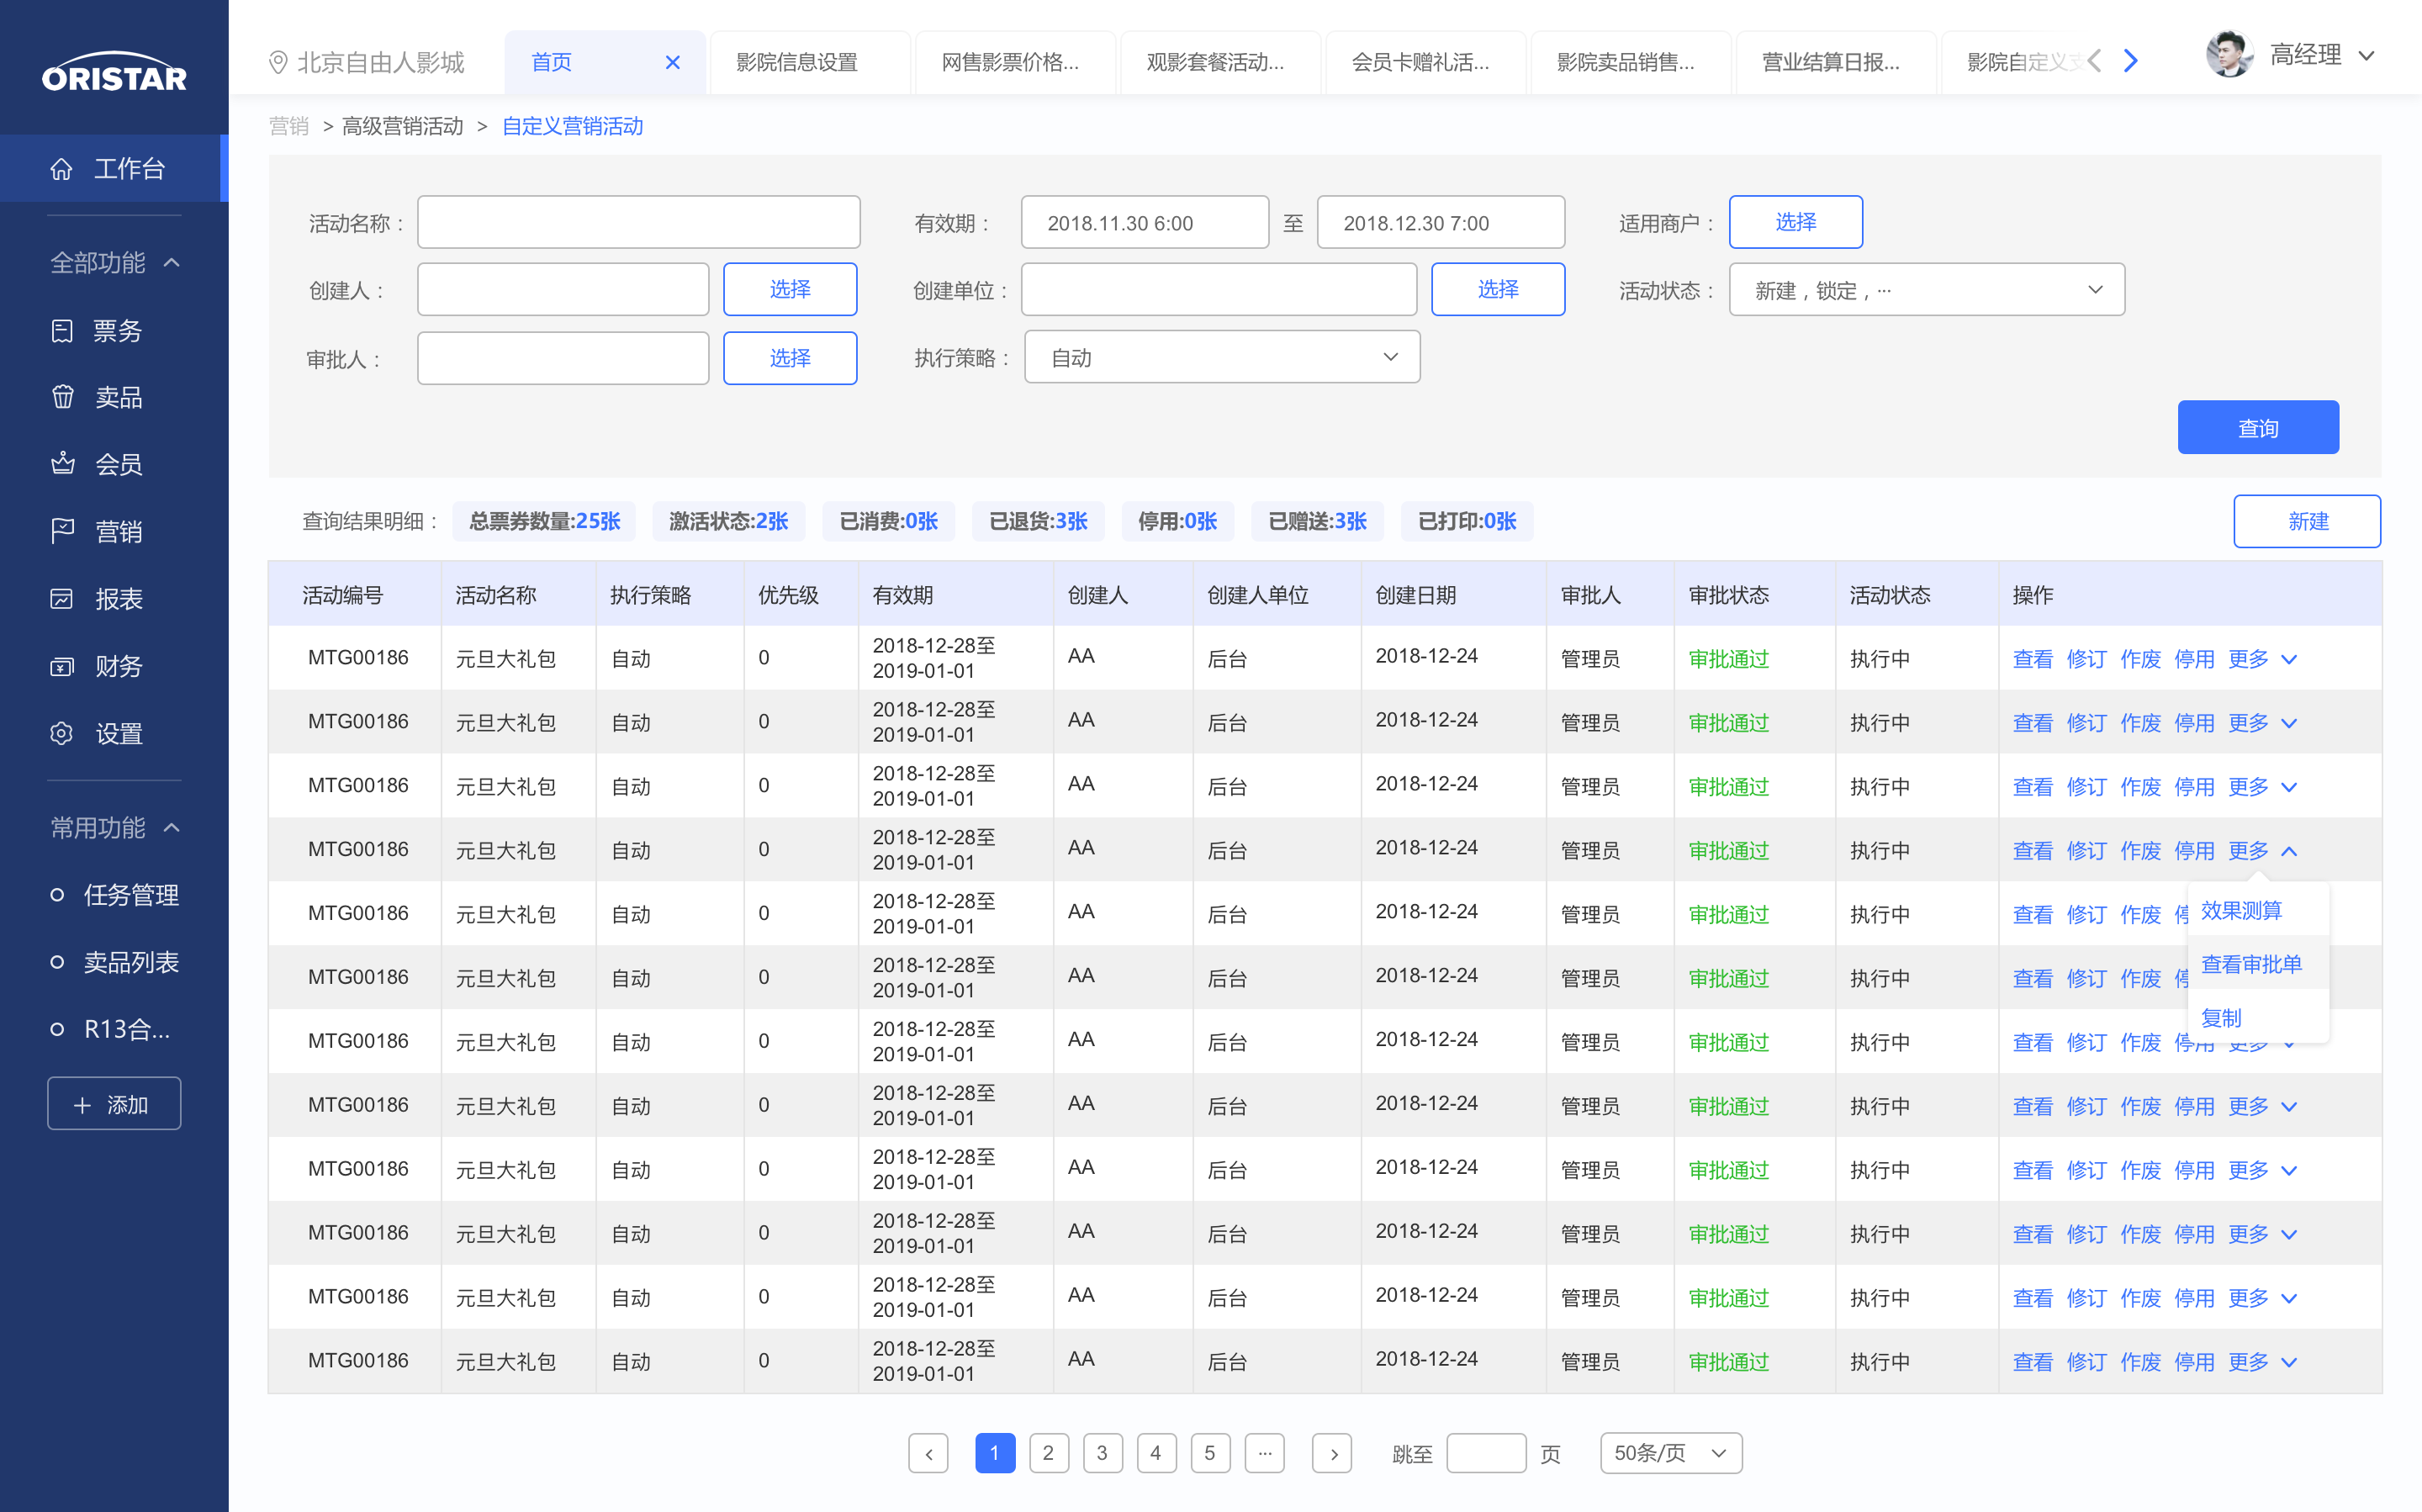 ORISTAR
北京自由人影城
首页
影院信息设置
网售影票价格...
观影套餐活动...
会员卡赠礼活...
影院卖品销售...
营业结算日报...
影院自定义支
高经理
工作台
全部功能
票务
卖品
会员
营销
报表
财务
设置
常用功能
任务管理
卖品列表
R13合...
+ 添加
营销 > 高级营销活动 > 自定义营销活动
活动名称： 有效期： 2018.11.30 6:00 至 2018.12.30 7:00 适用商户： 选择
创建人： 选择 创建单位： 选择 活动状态： 新建，锁定，...
审批人： 选择 执行策略： 自动
查询
查询结果明细： 总票券数量:25张 激活状态:2张 已消费:0张 已退货:3张 停用:0张 已赠送:3张 已打印:0张 新建
活动编号 活动名称 执行策略 优先级 有效期 创建人 创建人单位 创建日期 审批人 审批状态 活动状态 操作
MTG00186 元旦大礼包 自动 0 2018-12-28至 2019-01-01 AA 后台 2018-12-24 管理员 审批通过 执行中 查看 修订 作废 停用 更多
MTG00186 元旦大礼包 自动 0 2018-12-28至 2019-01-01 AA 后台 2018-12-24 管理员 审批通过 执行中 查看 修订 作废 停用 更多
MTG00186 元旦大礼包 自动 0 2018-12-28至 2019-01-01 AA 后台 2018-12-24 管理员 审批通过 执行中 查看 修订 作废 停用 更多
MTG00186 元旦大礼包 自动 0 2018-12-28至 2019-01-01 AA 后台 2018-12-24 管理员 审批通过 执行中 查看 修订 作废 停用 更多
MTG00186 元旦大礼包 自动 0 2018-12-28至 2019-01-01 AA 后台 2018-12-24 管理员 审批通过 执行中 查看 修订 作废 停
效果测算
MTG00186 元旦大礼包 自动 0 2018-12-28至 2019-01-01 AA 后台 2018-12-24 管理员 审批通过 执行中 查看 修订 作废 停
查看审批单
复制
MTG00186 元旦大礼包 自动 0 2018-12-28至 2019-01-01 AA 后台 2018-12-24 管理员 审批通过 执行中 查看 修订 作废 停用 更多
MTG00186 元旦大礼包 自动 0 2018-12-28至 2019-01-01 AA 后台 2018-12-24 管理员 审批通过 执行中 查看 修订 作废 停用 更多
MTG00186 元旦大礼包 自动 0 2018-12-28至 2019-01-01 AA 后台 2018-12-24 管理员 审批通过 执行中 查看 修订 作废 停用 更多
MTG00186 元旦大礼包 自动 0 2018-12-28至 2019-01-01 AA 后台 2018-12-24 管理员 审批通过 执行中 查看 修订 作废 停用 更多
MTG00186 元旦大礼包 自动 0 2018-12-28至 2019-01-01 AA 后台 2018-12-24 管理员 审批通过 执行中 查看 修订 作废 停用 更多
MTG00186 元旦大礼包 自动 0 2018-12-28至 2019-01-01 AA 后台 2018-12-24 管理员 审批通过 执行中 查看 修订 作废 停用 更多
‹ 1 2 3 4 5 ... › 跳至 页 50条/页